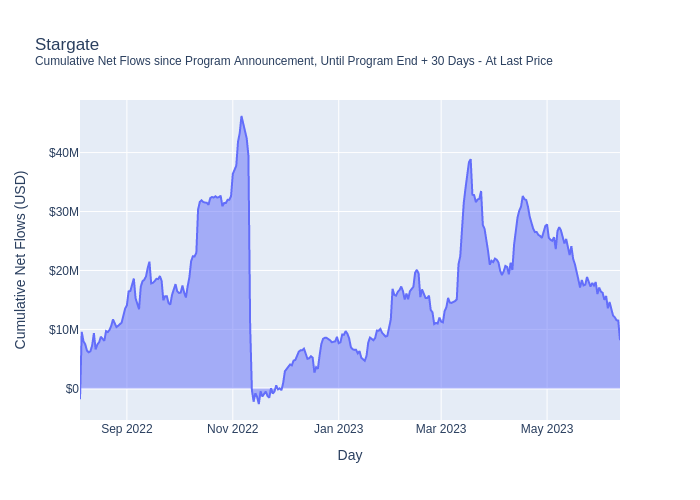 Stargate
Cumulative Net Flows since Program Announcement, Until Program End + 30 Days - At Last Price
Cumulative Net Flows (USD)
$40M
$30M
$20M
$10M
$0
Sep 2022
Nov 2022
Jan 2023
Mar 2023
May 2023
Day